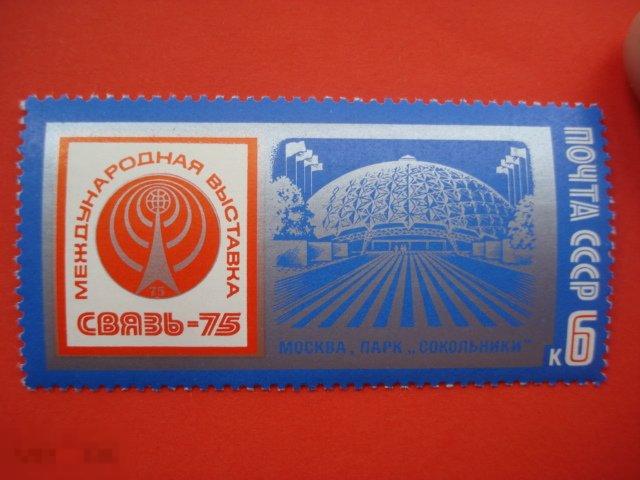 МЕЖДУНАРОДНАЯ ВЫСТАВКА
75
СВЯЗЬ-75
МОСКВА, ПАРК „СОКОЛЬНИКИ"
ПОЧТА СССР
6 К